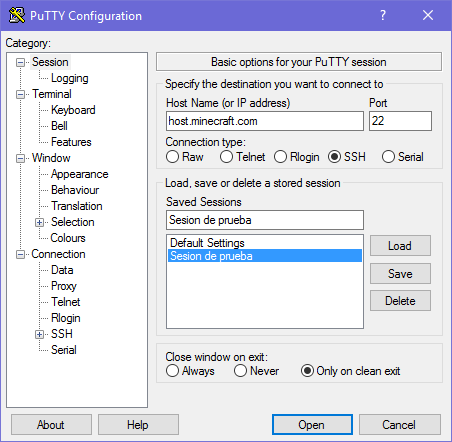 PuTTY Configuration
?
Category:
Session
Logging
Terminal
Keyboard
Bell
Features
Window
Appearance
Behaviour
Translation
Selection
Colours
Connection
Data
Proxy
Telnet
Rlogin
SSH
Serial
Basic options for your PuTTY session
Specify the destination you want to connect to
Host Name (or IP address) Port
host.minecraft.com 22
Connection type:
Raw Telnet Rlogin SSH Serial
Load, save or delete a stored session
Saved Sessions
Sesion de prueba
Default Settings
Sesion de prueba
Load
Save
Delete
Close window on exit:
Always Never Only on clean exit
About Help Open Cancel